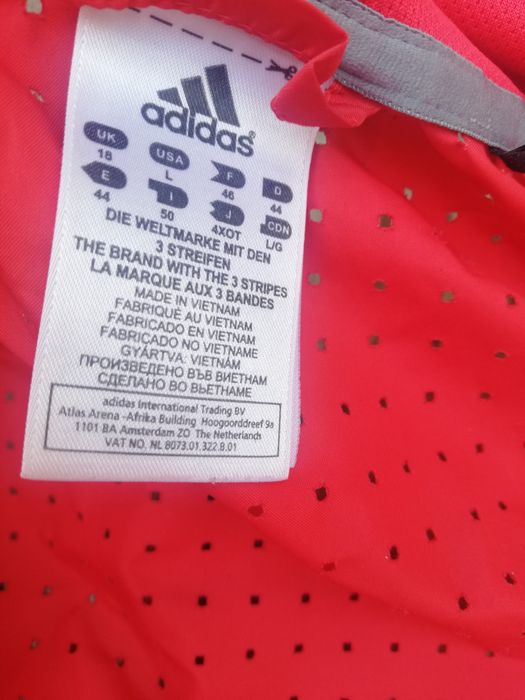 adidas
UK USA F D
18 L 46 44
E I J CDN
44 50 4XOT L/G
DIE WELTMARKE MIT DEN
3 STREIFEN
THE BRAND WITH THE 3 STRIPES
LA MARQUE AUX 3 BANDES
MADE IN VIETNAM
FABRIQUÉ AU VIETNAM
FABRICADO EN VIETNAM
FABRICADO NO VIETNAME
GYÁRTVA: VIETNÁM
ПРОИЗВЕДЕНО ВЪВ ВИЕТНАМ
СДЕЛАНО ВО ВЬЕТНАМЕ
adidas International Trading BV
Atlas Arena -Afrika Building Hoogoorddreef 9a
1101 BA Amsterdam ZO The Netherlands
VAT NO. NL 8073.01.322.B.01